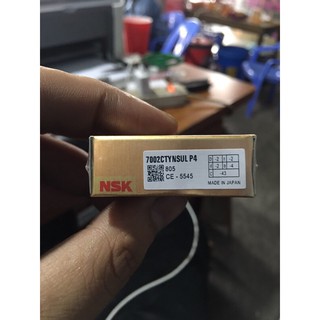 NSK
7002CTYNSUL P4
805
CE - 5545
MADE IN JAPAN